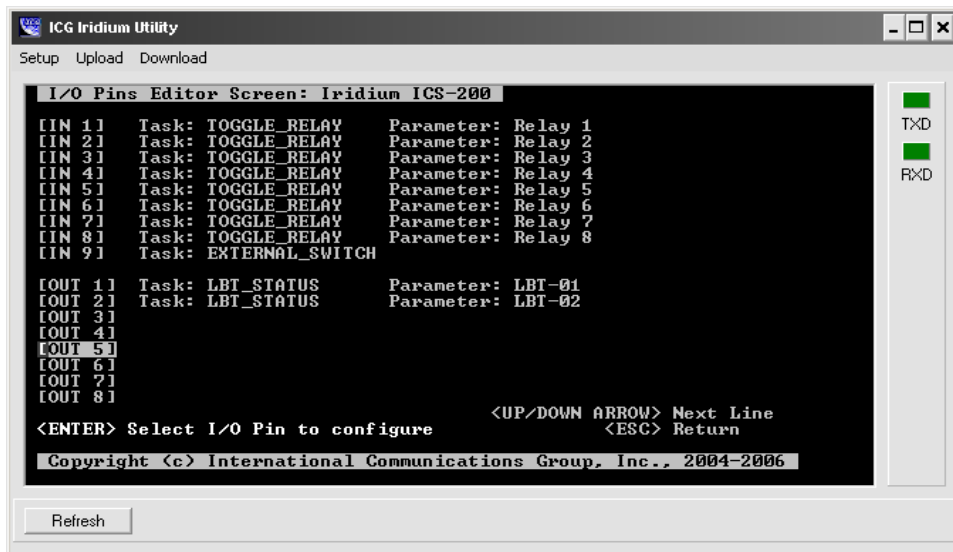 ICG Iridium Utility
Setup Upload Download
I/O Pins Editor Screen: Iridium ICS-200
[IN 1] Task: TOGGLE_RELAY Parameter: Relay 1
[IN 2] Task: TOGGLE_RELAY Parameter: Relay 2
[IN 3] Task: TOGGLE_RELAY Parameter: Relay 3
[IN 4] Task: TOGGLE_RELAY Parameter: Relay 4
[IN 5] Task: TOGGLE_RELAY Parameter: Relay 5
[IN 6] Task: TOGGLE_RELAY Parameter: Relay 6
[IN 7] Task: TOGGLE_RELAY Parameter: Relay 7
[IN 8] Task: TOGGLE_RELAY Parameter: Relay 8
[IN 9] Task: EXTERNAL_SWITCH
[OUT 1] Task: LBT_STATUS Parameter: LBT-01
[OUT 2] Task: LBT_STATUS Parameter: LBT-02
[OUT 3]
[OUT 4]
[OUT 5]
[OUT 6]
[OUT 7]
[OUT 8]
<UP/DOWN ARROW> Next Line
<ENTER> Select I/O Pin to configure <ESC> Return
Copyright (c) International Communications Group, Inc., 2004-2006
TXD
RXD
Refresh